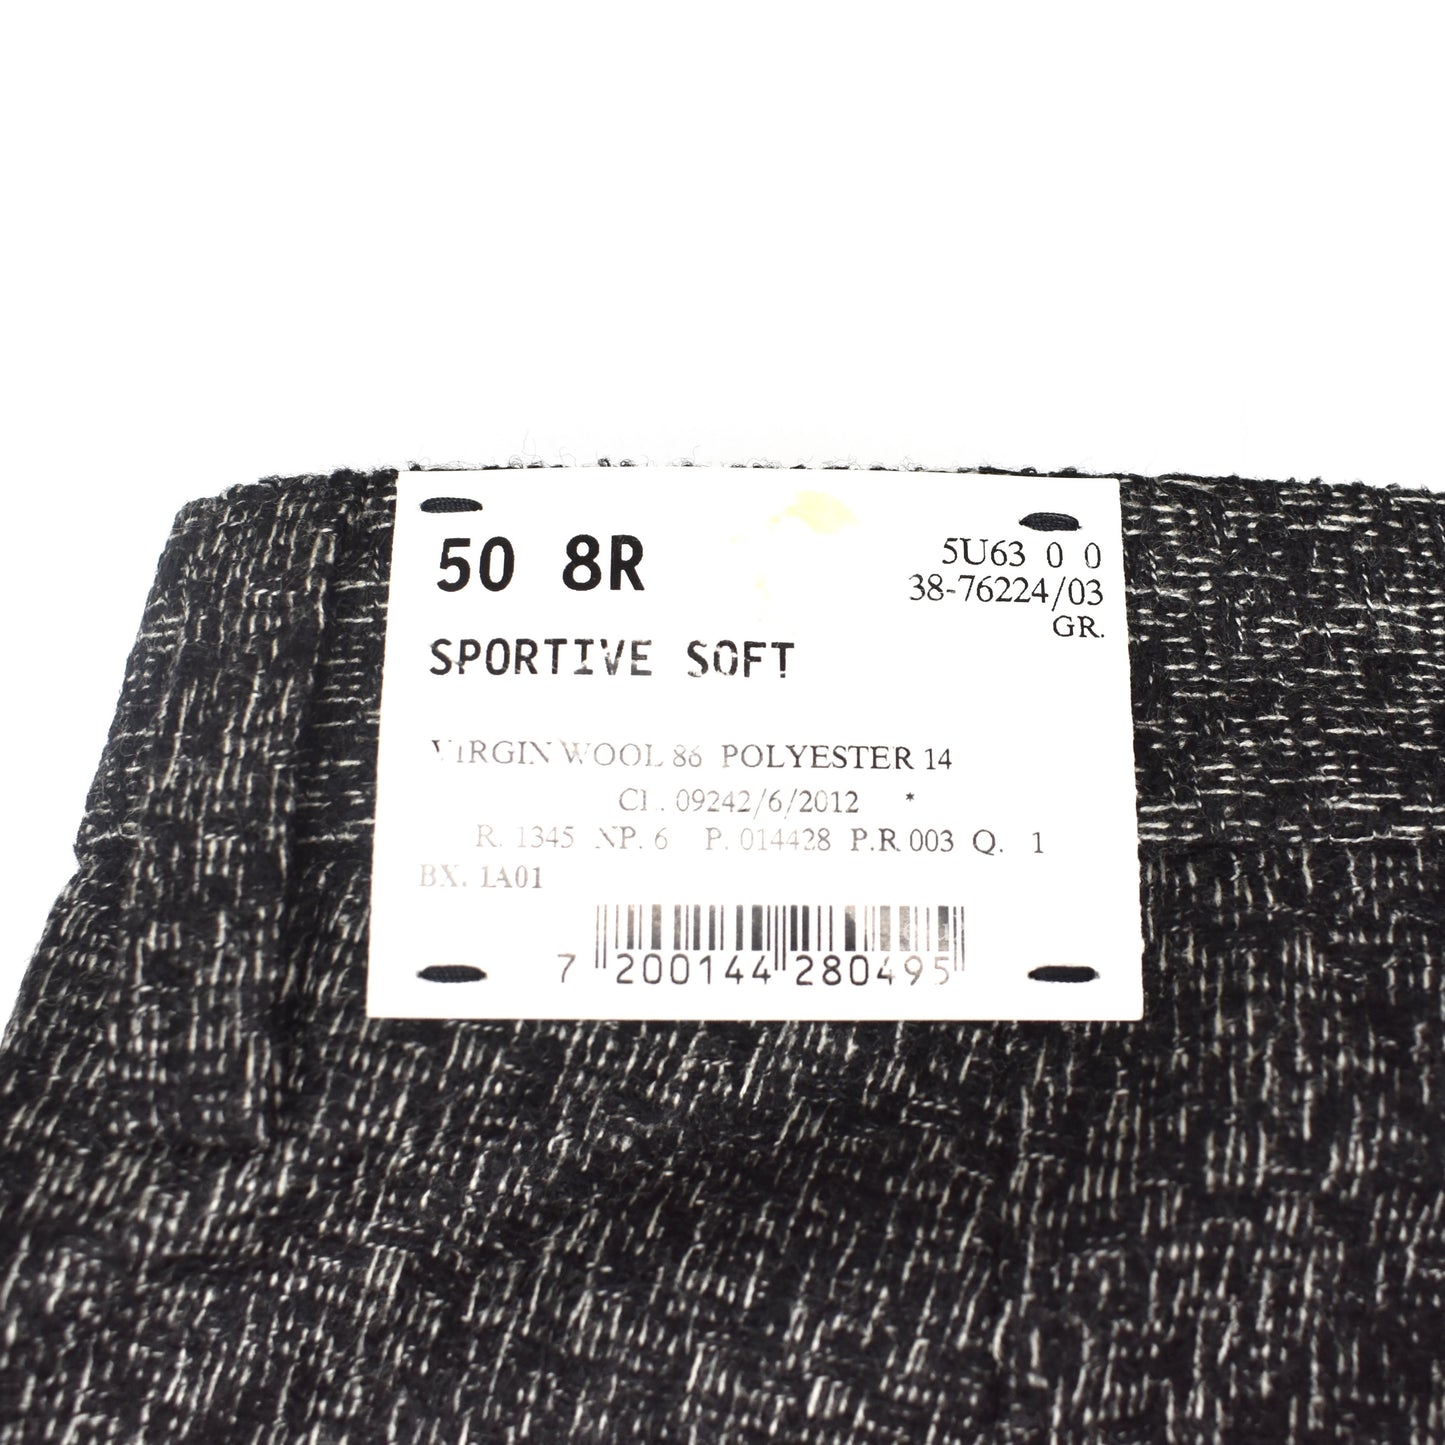 50 8R
5U63 0 0
38-76224/03
GR.
SPORTIVE SOFT
VIRGIN WOOL 86 POLYESTER 14
CL. 09242/6/2012 *
R. 1345 NP. 6 P. 014428 P.R 003 Q. 1
BX. 1A01
7 200144 280495